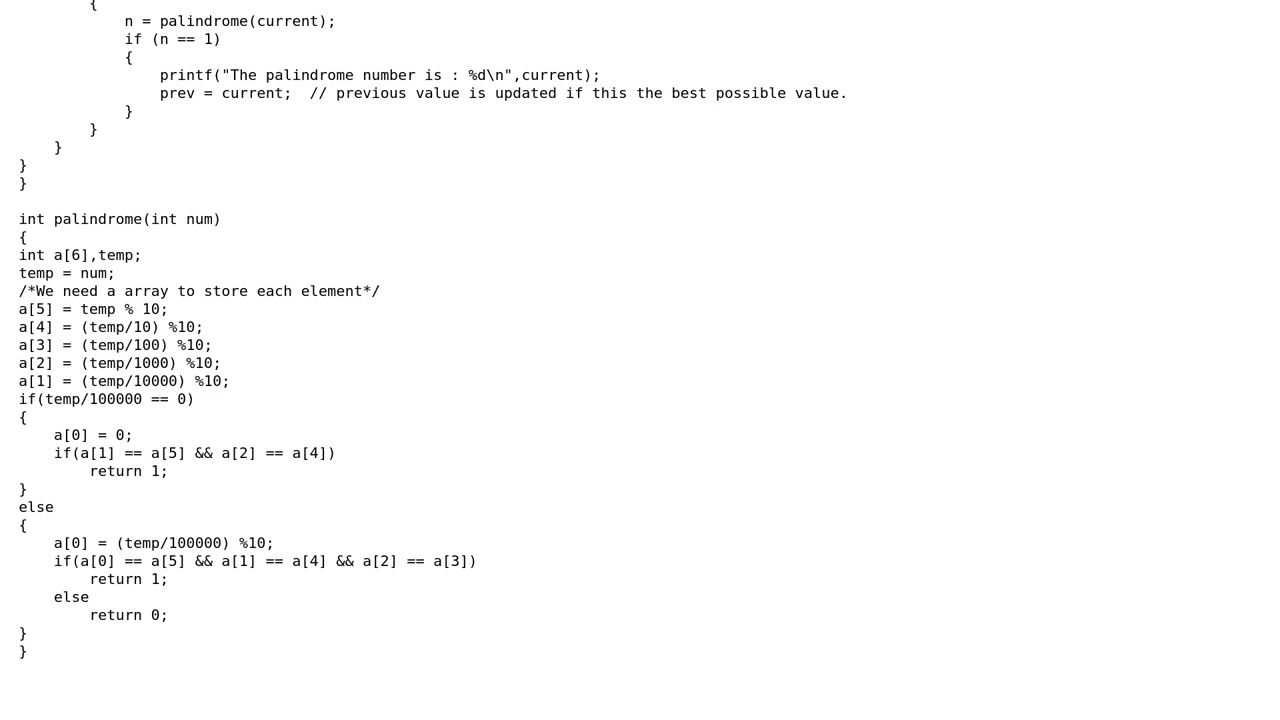 {
            n = palindrome(current);
            if (n == 1)
            {
                printf("The palindrome number is : %d\n",current);
                prev = current;  // previous value is updated if this the best possible value.
            }
        }
    }
}
}

int palindrome(int num)
{
int a[6],temp;
temp = num;
/*We need a array to store each element*/
a[5] = temp % 10;
a[4] = (temp/10) %10;
a[3] = (temp/100) %10;
a[2] = (temp/1000) %10;
a[1] = (temp/10000) %10;
if(temp/100000 == 0)
{
    a[0] = 0;
    if(a[1] == a[5] && a[2] == a[4])
        return 1;
}
else
{
    a[0] = (temp/100000) %10;
    if(a[0] == a[5] && a[1] == a[4] && a[2] == a[3])
        return 1;
    else
        return 0;
}
}